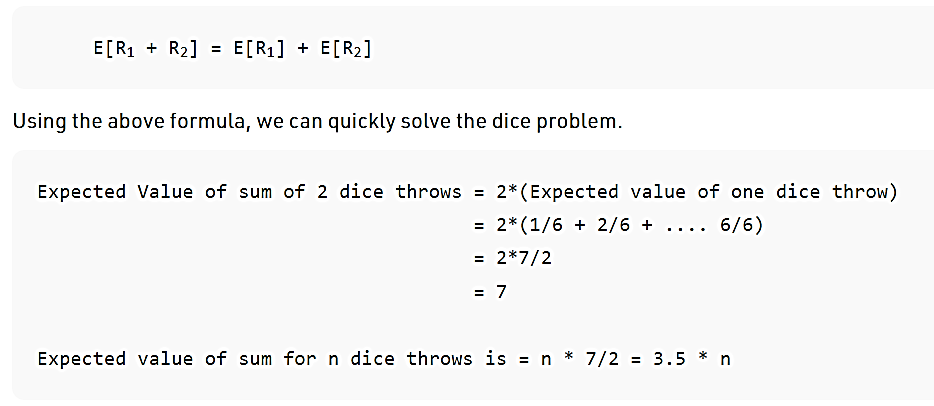 E[R₁ + R₂] = E[R₁] + E[R₂]
Using the above formula, we can quickly solve the dice problem.
Expected Value of sum of 2 dice throws = 2*(Expected value of one dice throw)
= 2*(1/6 + 2/6 + .... 6/6)
= 2*7/2
= 7
Expected value of sum for n dice throws is = n * 7/2 = 3.5 * n